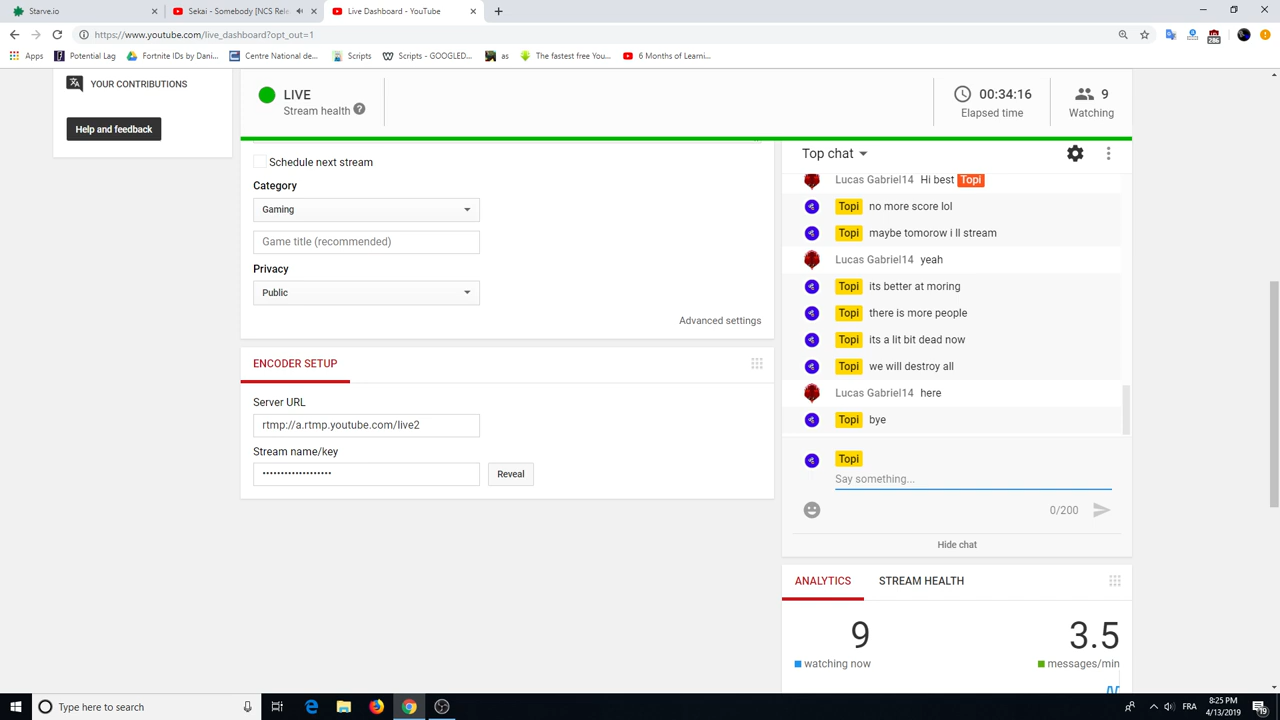 Starve.io
Sekai - Somebody [NCS Rele
Live Dashboard - YouTube
https://www.youtube.com/live_dashboard?opt_out=1
286
Apps
Potential Lag
Fortnite IDs by Dani...
Centre National de...
Scripts
Scripts - GOOGLED...
as
The fastest free You...
6 Months of Learni...
YOUR CONTRIBUTIONS
Help and feedback
LIVE
Stream health ?
00:34:16
Elapsed time
9
Watching
Schedule next stream
Category
Gaming
Game title (recommended)
Privacy
Public
Advanced settings
ENCODER SETUP
Server URL
rtmp://a.rtmp.youtube.com/live2
Stream name/key
••••••••••••••••••• Reveal
Top chat
Lucas Gabriel14 Hi best Topi
Topi no more score lol
Topi maybe tomorow i ll stream
Lucas Gabriel14 yeah
Topi its better at moring
Topi there is more people
Topi its a lit bit dead now
Topi we will destroy all
Lucas Gabriel14 here
Topi bye
Topi
Say something...
0/200
Hide chat
ANALYTICS
STREAM HEALTH
9
watching now
3.5
messages/min
Type here to search
FRA
8:25 PM
4/13/2019
19